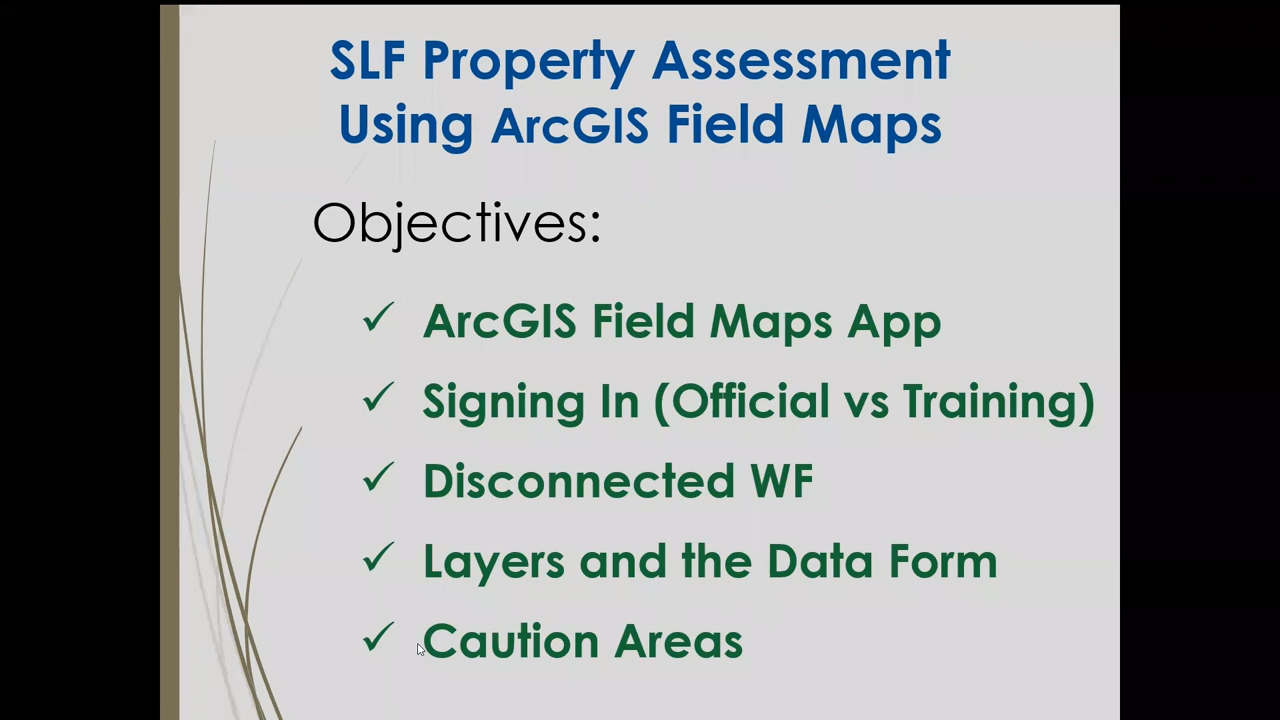 SLF Property Assessment
Using ArcGIS Field Maps
Objectives:
✓ ArcGIS Field Maps App
✓ Signing In (Official vs Training)
✓ Disconnected WF
✓ Layers and the Data Form
✓ Caution Areas